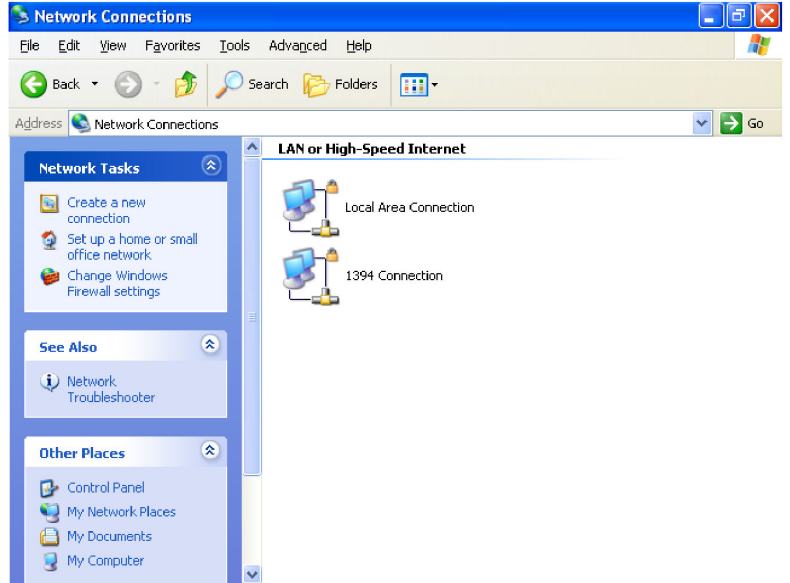 Network Connections
File Edit View Favorites Tools Advanced Help
Back Search Folders
Address Network Connections Go
Network Tasks
Create a new
connection
Set up a home or small
office network
Change Windows
Firewall settings
See Also
Network
Troubleshooter
Other Places
Control Panel
My Network Places
My Documents
My Computer
LAN or High-Speed Internet
Local Area Connection
1394 Connection